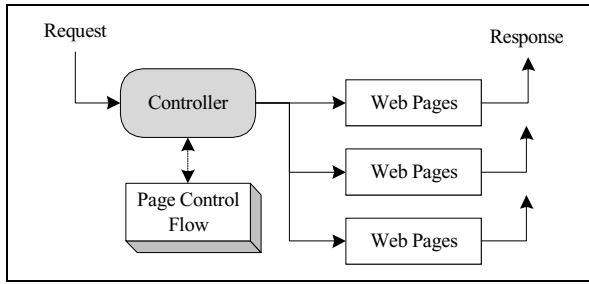 Request
Response
Controller
Web Pages
Web Pages
Page Control
Flow
Web Pages